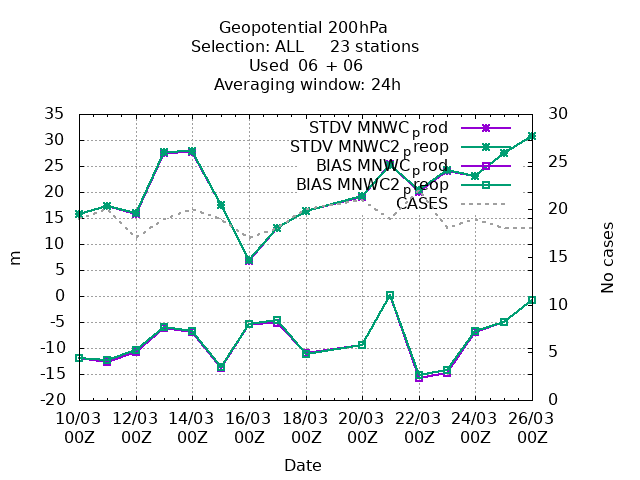 Geopotential 200hPa
Selection: ALL 23 stations
Used 06 + 06
Averaging window: 24h
35
30
25
20
15
10
5
0
-5
-10
-15
-20
m
30
25
20
15
10
5
0
No cases
STDV MNWC_prod
STDV MNWC2_preop
BIAS MNWC_prod
BIAS MNWC2_preop
CASES
10/03 12/03 14/03 16/03 18/03 20/03 22/03 24/03 26/03
00Z 00Z 00Z 00Z 00Z 00Z 00Z 00Z 00Z
Date